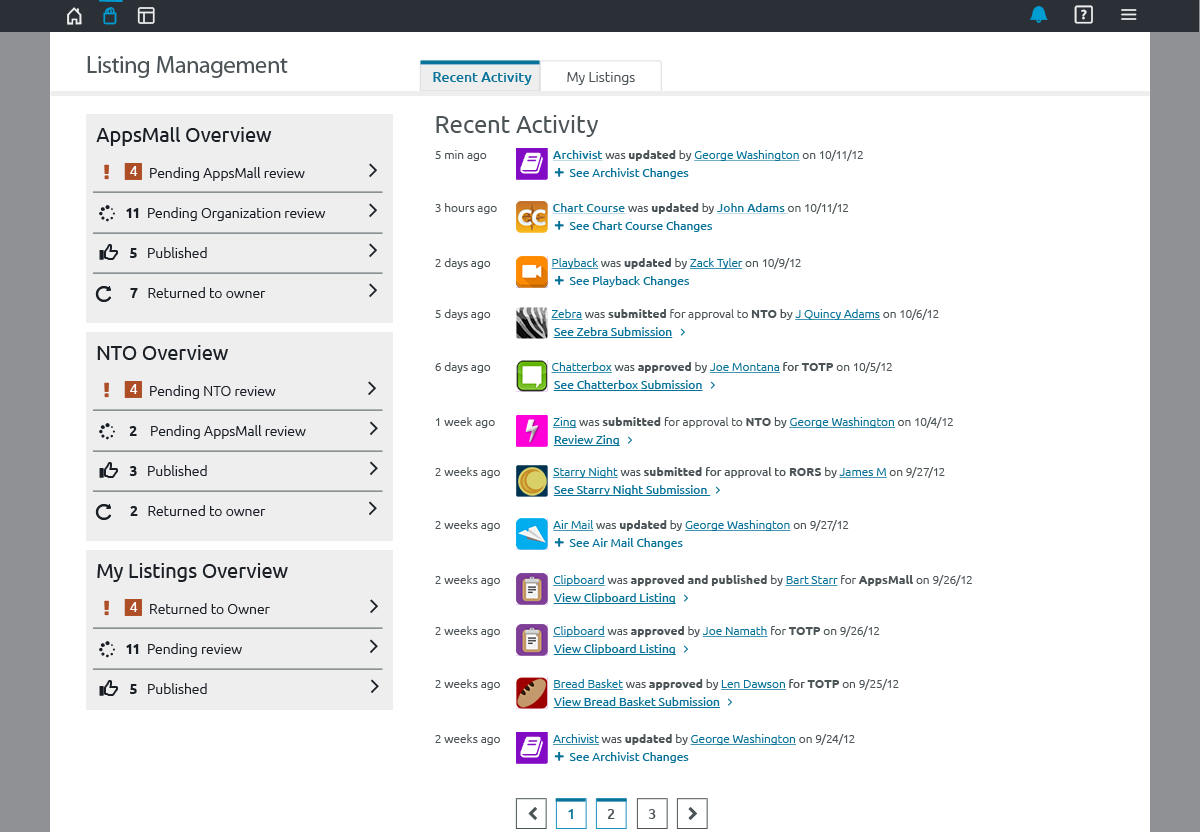 ?
Listing Management
Recent Activity
My Listings
AppsMall Overview
! 4 Pending AppsMall review
11 Pending Organization review
5 Published
7 Returned to owner
NTO Overview
! 4 Pending NTO review
2 Pending AppsMall review
3 Published
2 Returned to owner
My Listings Overview
! 4 Returned to Owner
11 Pending review
5 Published
Recent Activity
5 min ago
Archivist was updated by George Washington on 10/11/12
+ See Archivist Changes
3 hours ago
CC
Chart Course was updated by John Adams on 10/11/12
+ See Chart Course Changes
2 days ago
Playback was updated by Zack Tyler on 10/9/12
+ See Playback Changes
5 days ago
Zebra was submitted for approval to NTO by J Quincy Adams on 10/6/12
See Zebra Submission >
6 days ago
Chatterbox was approved by Joe Montana for TOTP on 10/5/12
See Chatterbox Submission >
1 week ago
Zing was submitted for approval to NTO by George Washington on 10/4/12
Review Zing >
2 weeks ago
Starry Night was submitted for approval to RORS by James M on 9/27/12
See Starry Night Submission >
2 weeks ago
Air Mail was updated by George Washington on 9/27/12
+ See Air Mail Changes
2 weeks ago
Clipboard was approved and published by Bart Starr for AppsMall on 9/26/12
View Clipboard Listing >
2 weeks ago
Clipboard was approved by Joe Namath for TOTP on 9/26/12
View Clipboard Listing >
2 weeks ago
Bread Basket was approved by Len Dawson for TOTP on 9/25/12
View Bread Basket Submission >
2 weeks ago
Archivist was updated by George Washington on 9/24/12
+ See Archivist Changes
< 1 2 3 >